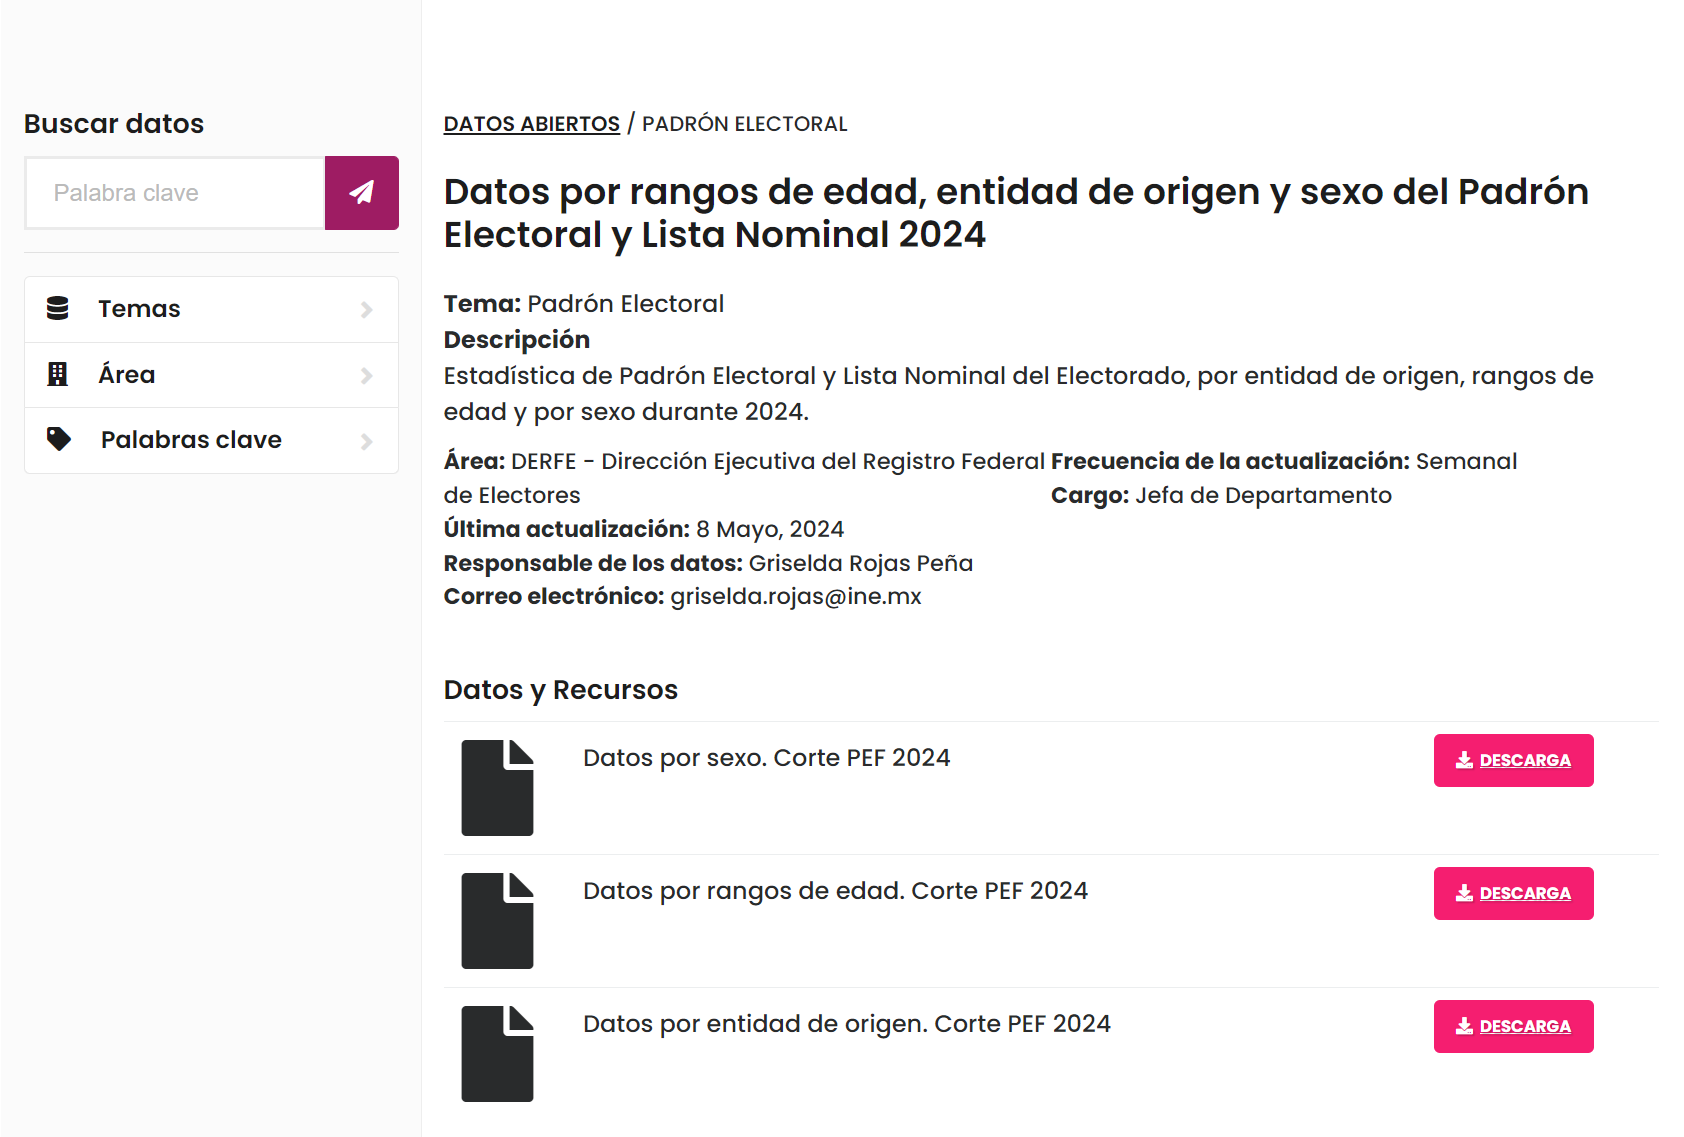 Buscar datos
Palabra clave
Temas
Área
Palabras clave
DATOS ABIERTOS / PADRÓN ELECTORAL
Datos por rangos de edad, entidad de origen y sexo del Padrón
Electoral y Lista Nominal 2024
Tema: Padrón Electoral
Descripción
Estadística de Padrón Electoral y Lista Nominal del Electorado, por entidad de origen, rangos de
edad y por sexo durante 2024.
Área: DERFE - Dirección Ejecutiva del Registro Federal
de Electores
Última actualización: 8 Mayo, 2024
Responsable de los datos: Griselda Rojas Peña
Correo electrónico: griselda.rojas@ine.mx
Frecuencia de la actualización: Semanal
Cargo: Jefa de Departamento
Datos y Recursos
Datos por sexo. Corte PEF 2024
DESCARGA
Datos por rangos de edad. Corte PEF 2024
DESCARGA
Datos por entidad de origen. Corte PEF 2024
DESCARGA